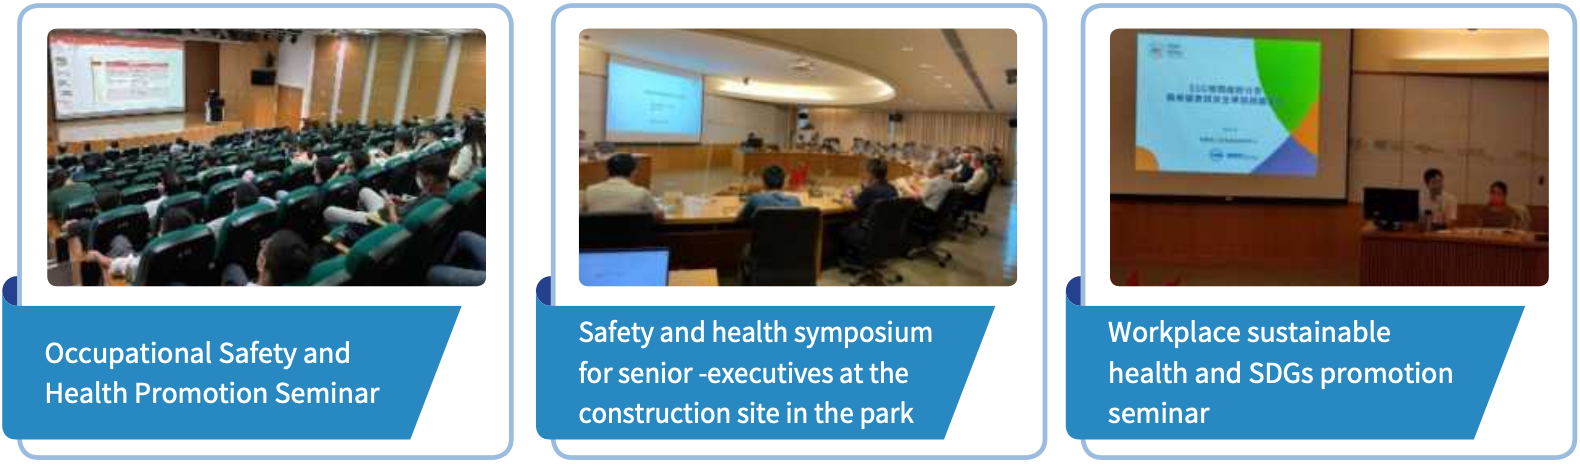 Occupational Safety and
Health Promotion Seminar
Safety and health symposium
for senior -executives at the
construction site in the park
Workplace sustainable
health and SDGs promotion
seminar